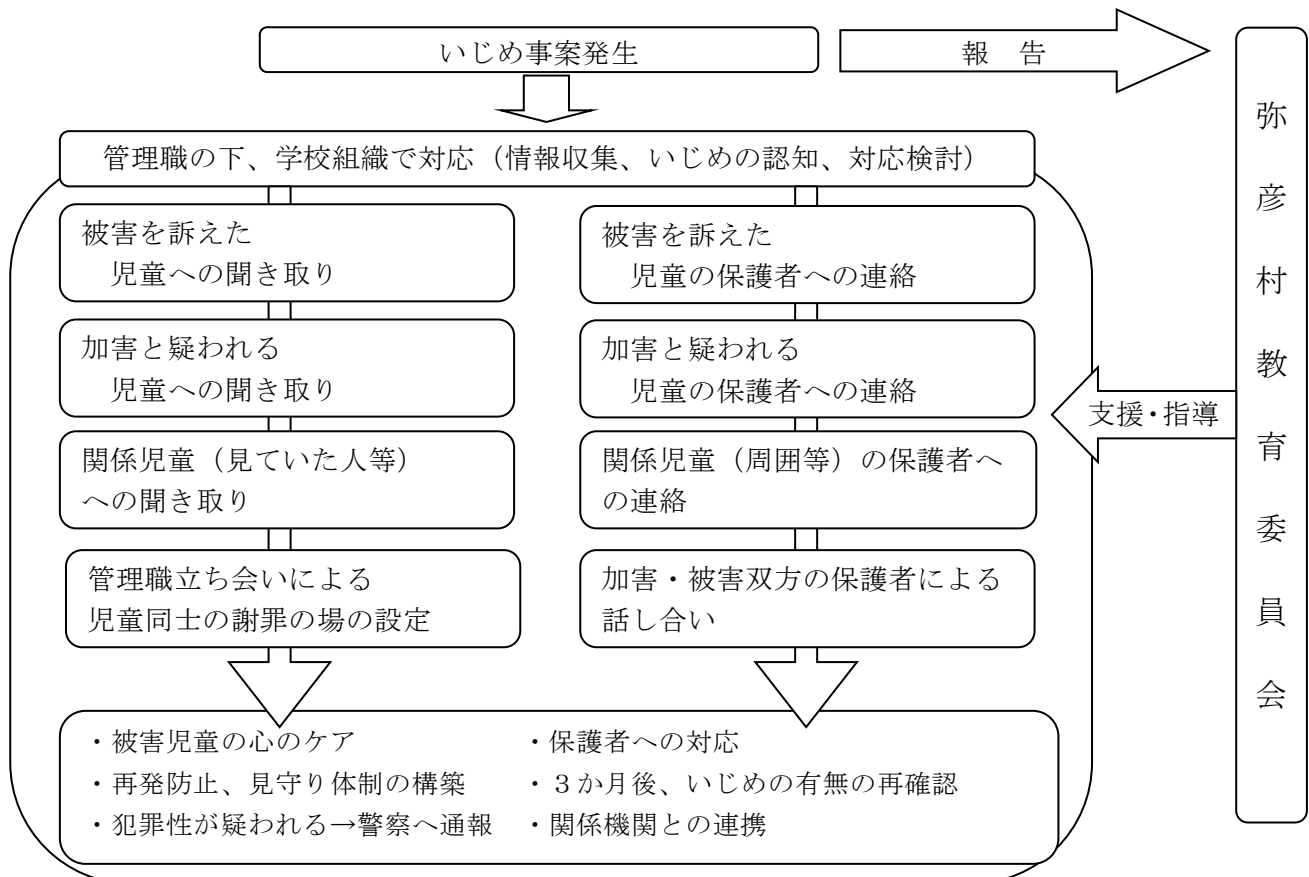 いじめ事案発生
報 告
管理職の下、学校組織で対応（情報収集、いじめの認知、対応検討）
被害を訴えた
児童への聞き取り
加害と疑われる
児童への聞き取り
関係児童（見ていた人等）
への聞き取り
管理職立ち会いによる
児童同士の謝罪の場の設定
被害を訴えた
児童の保護者への連絡
加害と疑われる
児童の保護者への連絡
関係児童（周囲等）の保護者へ
の連絡
加害・被害双方の保護者による
話し合い
・被害児童の心のケア
・再発防止、見守り体制の構築
・犯罪性が疑われる→警察へ通報
・保護者への対応
・３か月後、いじめの有無の再確認
・関係機関との連携
支援・指導
弥彦村教育委員会